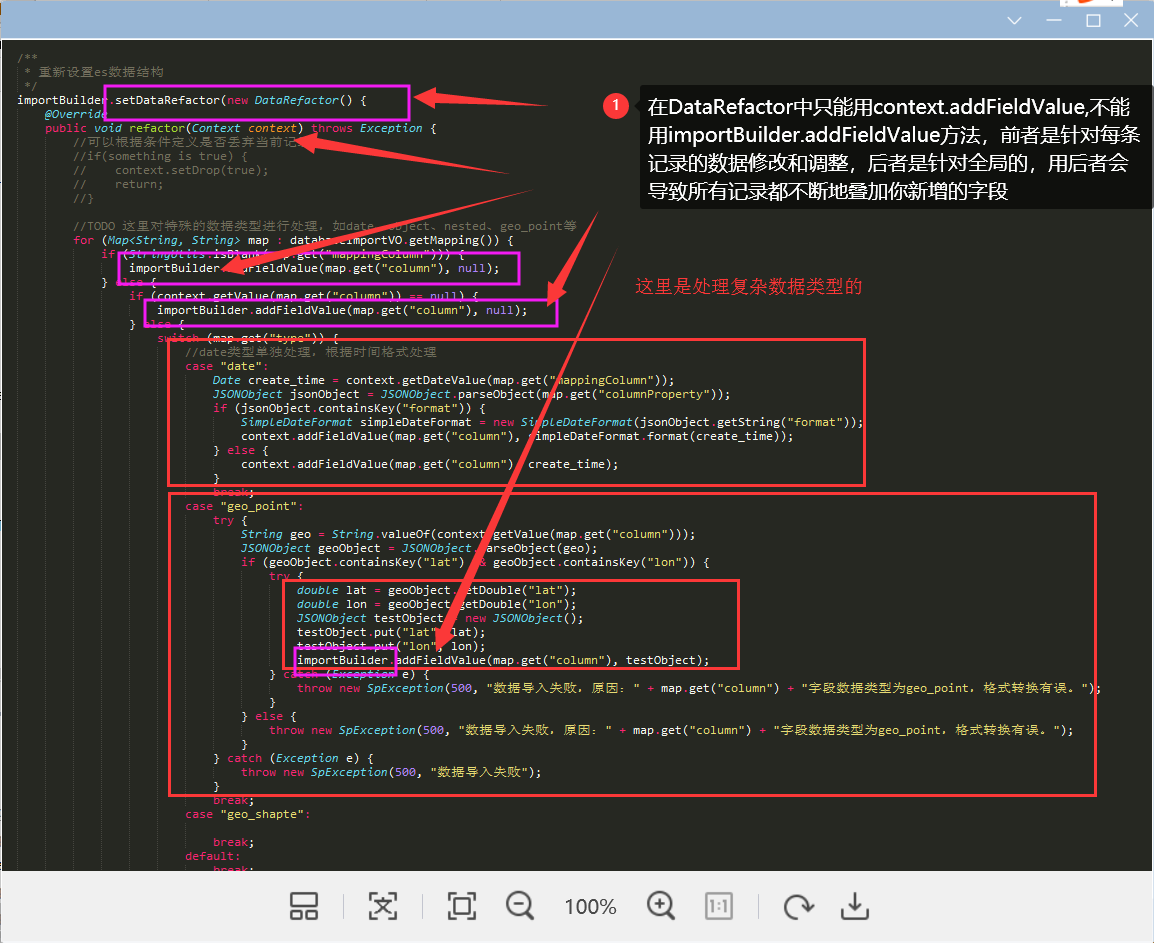 /**
* 重新设置es数据结构
*/
importBuilder.setDataRefactor(new DataRefactor() {
@Override
public void refactor(Context context) throws Exception {
//可以根据条件定义是否丢弃当前记
//if(something is true) {
//    context.setDrop(true);
//    return;
//}
1
在DataRefactor中只能用context.addFieldValue,不能
用importBuilder.addFieldValue方法，前者是针对每条
记录的数据修改和调整，后者是针对全局的，用后者会
导致所有记录都不断地叠加你新增的字段
//TODO 这里对特殊的数据类型进行处理，如date、object、nested、geo_point等
for (Map<String, String> map : databaseImportVO.getMapping()) {
if (StringUtils.isBlank(map.get("mappingColumn"))) {
importBuilder.addFieldValue(map.get("column"), null);
} else {
这里是处理复杂数据类型的
if (context.getValue(map.get("column")) == null) {
importBuilder.addFieldValue(map.get("column"), null);
} else {
switch (map.get("type")) {
//date类型单独处理，根据时间格式处理
case "date":
Date create_time = context.getDateValue(map.get("mappingColumn"));
JSONObject jsonObject = JSONObject.parseObject(map.get("columnProperty"));
if (jsonObject.containsKey("format")) {
SimpleDateFormat simpleDateFormat = new SimpleDateFormat(jsonObject.getString("format"));
context.addFieldValue(map.get("column"), simpleDateFormat.format(create_time));
} else {
context.addFieldValue(map.get("column"), create_time);
}
break;
case "geo_point":
try {
String geo = String.valueOf(context.getValue(map.get("column")));
JSONObject geoObject = JSONObject.parseObject(geo);
if (geoObject.containsKey("lat") && geoObject.containsKey("lon")) {
try {
double lat = geoObject.getDouble("lat");
double lon = geoObject.getDouble("lon");
JSONObject testObject = new JSONObject();
testObject.put("lat", lat);
testObject.put("lon", lon);
importBuilder.addFieldValue(map.get("column"), testObject);
} catch (Exception e) {
throw new SpException(500, "数据导入失败，原因：" + map.get("column") + "字段数据类型为geo_point，格式转换有误。");
}
} else {
throw new SpException(500, "数据导入失败，原因：" + map.get("column") + "字段数据类型为geo_point，格式转换有误。");
}
} catch (Exception e) {
throw new SpException(500, "数据导入失败");
}
break;
case "geo_shapte":
break;
default:
break;
100%
1:1